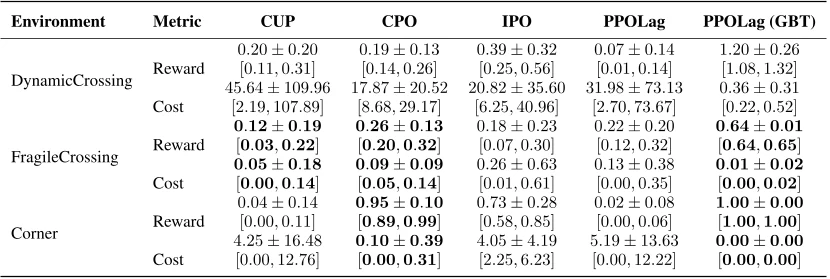 Environment Metric CUP CPO IPO PPOLag PPOLag (GBT)
0.20 ± 0.20 0.19 ± 0.13 0.39 ± 0.32 0.07 ± 0.14 1.20 ± 0.26
Reward [0.11, 0.31] [0.14, 0.26] [0.25, 0.56] [0.01, 0.14] [1.08, 1.32]
DynamicCrossing
45.64 ± 109.96 17.87 ± 20.52 20.82 ± 35.60 31.98 ± 73.13 0.36 ± 0.31
Cost [2.19, 107.89] [8.68, 29.17] [6.25, 40.96] [2.70, 73.67] [0.22, 0.52]
0.12 ± 0.19 0.26 ± 0.13 0.18 ± 0.23 0.22 ± 0.20 0.64 ± 0.01
Reward [0.03, 0.22] [0.20, 0.32] [0.07, 0.30] [0.12, 0.32] [0.64, 0.65]
FragileCrossing
0.05 ± 0.18 0.09 ± 0.09 0.26 ± 0.63 0.13 ± 0.38 0.01 ± 0.02
Cost [0.00, 0.14] [0.05, 0.14] [0.01, 0.61] [0.00, 0.35] [0.00, 0.02]
0.04 ± 0.14 0.95 ± 0.10 0.73 ± 0.28 0.02 ± 0.08 1.00 ± 0.00
Reward [0.00, 0.11] [0.89, 0.99] [0.58, 0.85] [0.00, 0.06] [1.00, 1.00]
Corner
4.25 ± 16.48 0.10 ± 0.39 4.05 ± 4.19 5.19 ± 13.63 0.00 ± 0.00
Cost [0.00, 12.76] [0.00, 0.31] [2.25, 6.23] [0.00, 12.22] [0.00, 0.00]